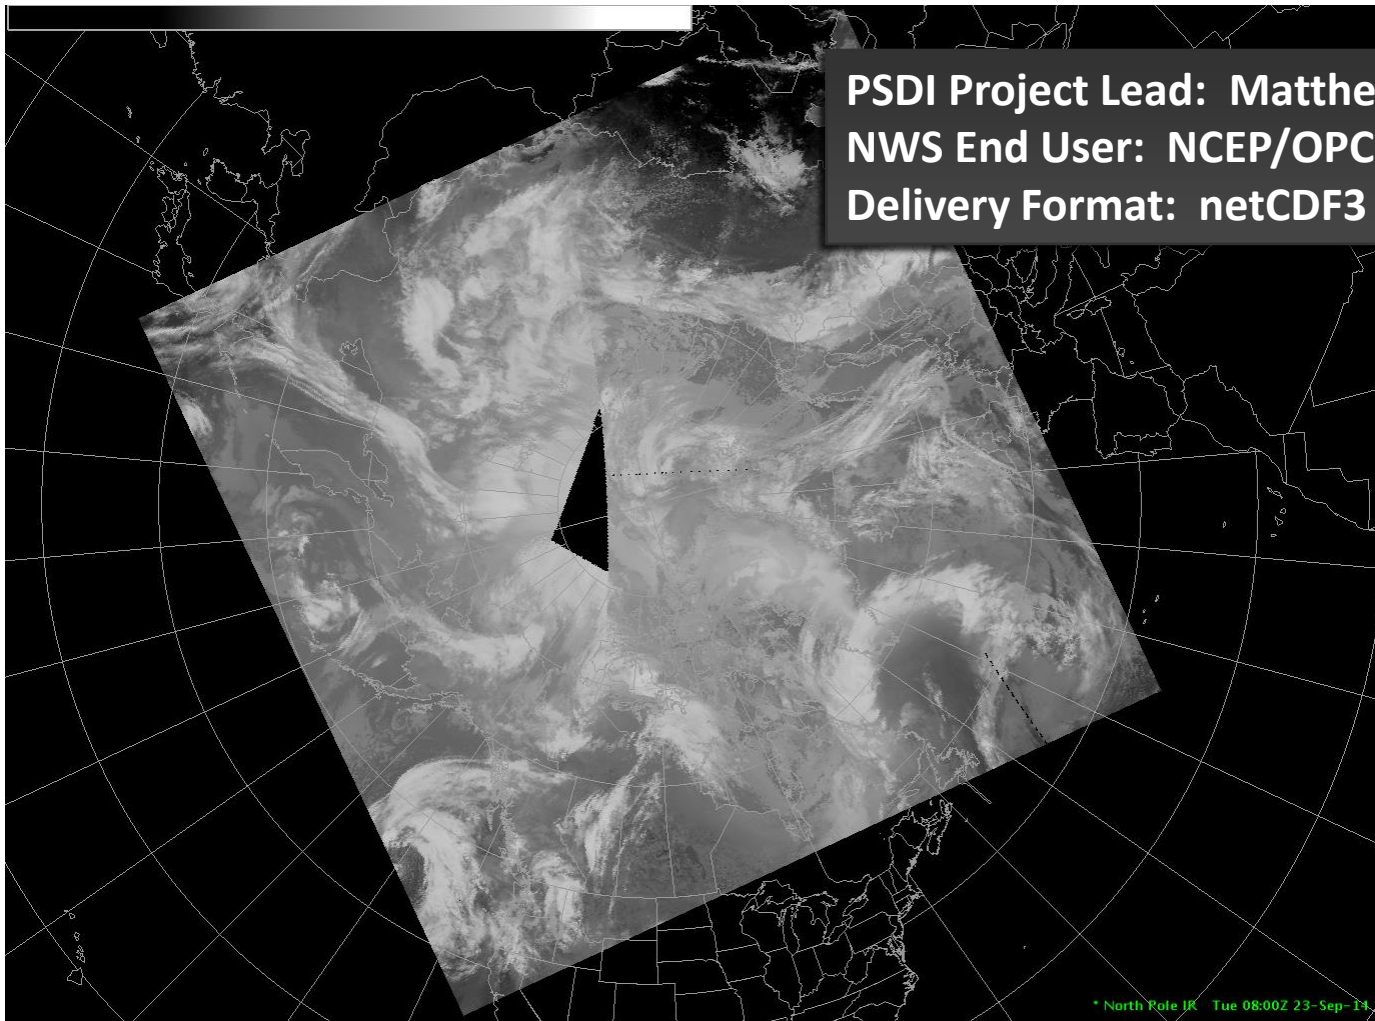 PSDI Project Lead: Matthe
NWS End User: NCEP/OPC
Delivery Format: netCDF3
* North Pole IR Tue 08:00Z 23-Sep-14